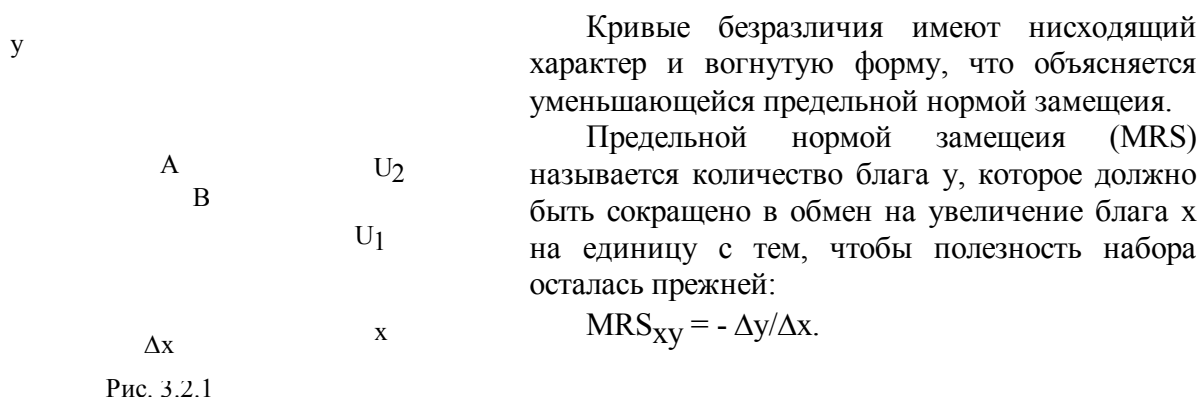 y
A
U2
B
U1
x
Δx
Рис. 3.2.1
Кривые безразличия имеют нисходящий
характер и вогнутую форму, что объясняется
уменьшающейся предельной нормой замещеия.
Предельной нормой замещеия (MRS)
называется количество блага y, которое должно
быть сокращено в обмен на увеличение блага x
на единицу с тем, чтобы полезность набора
осталась прежней:
MRSxy = - Δy/Δx.